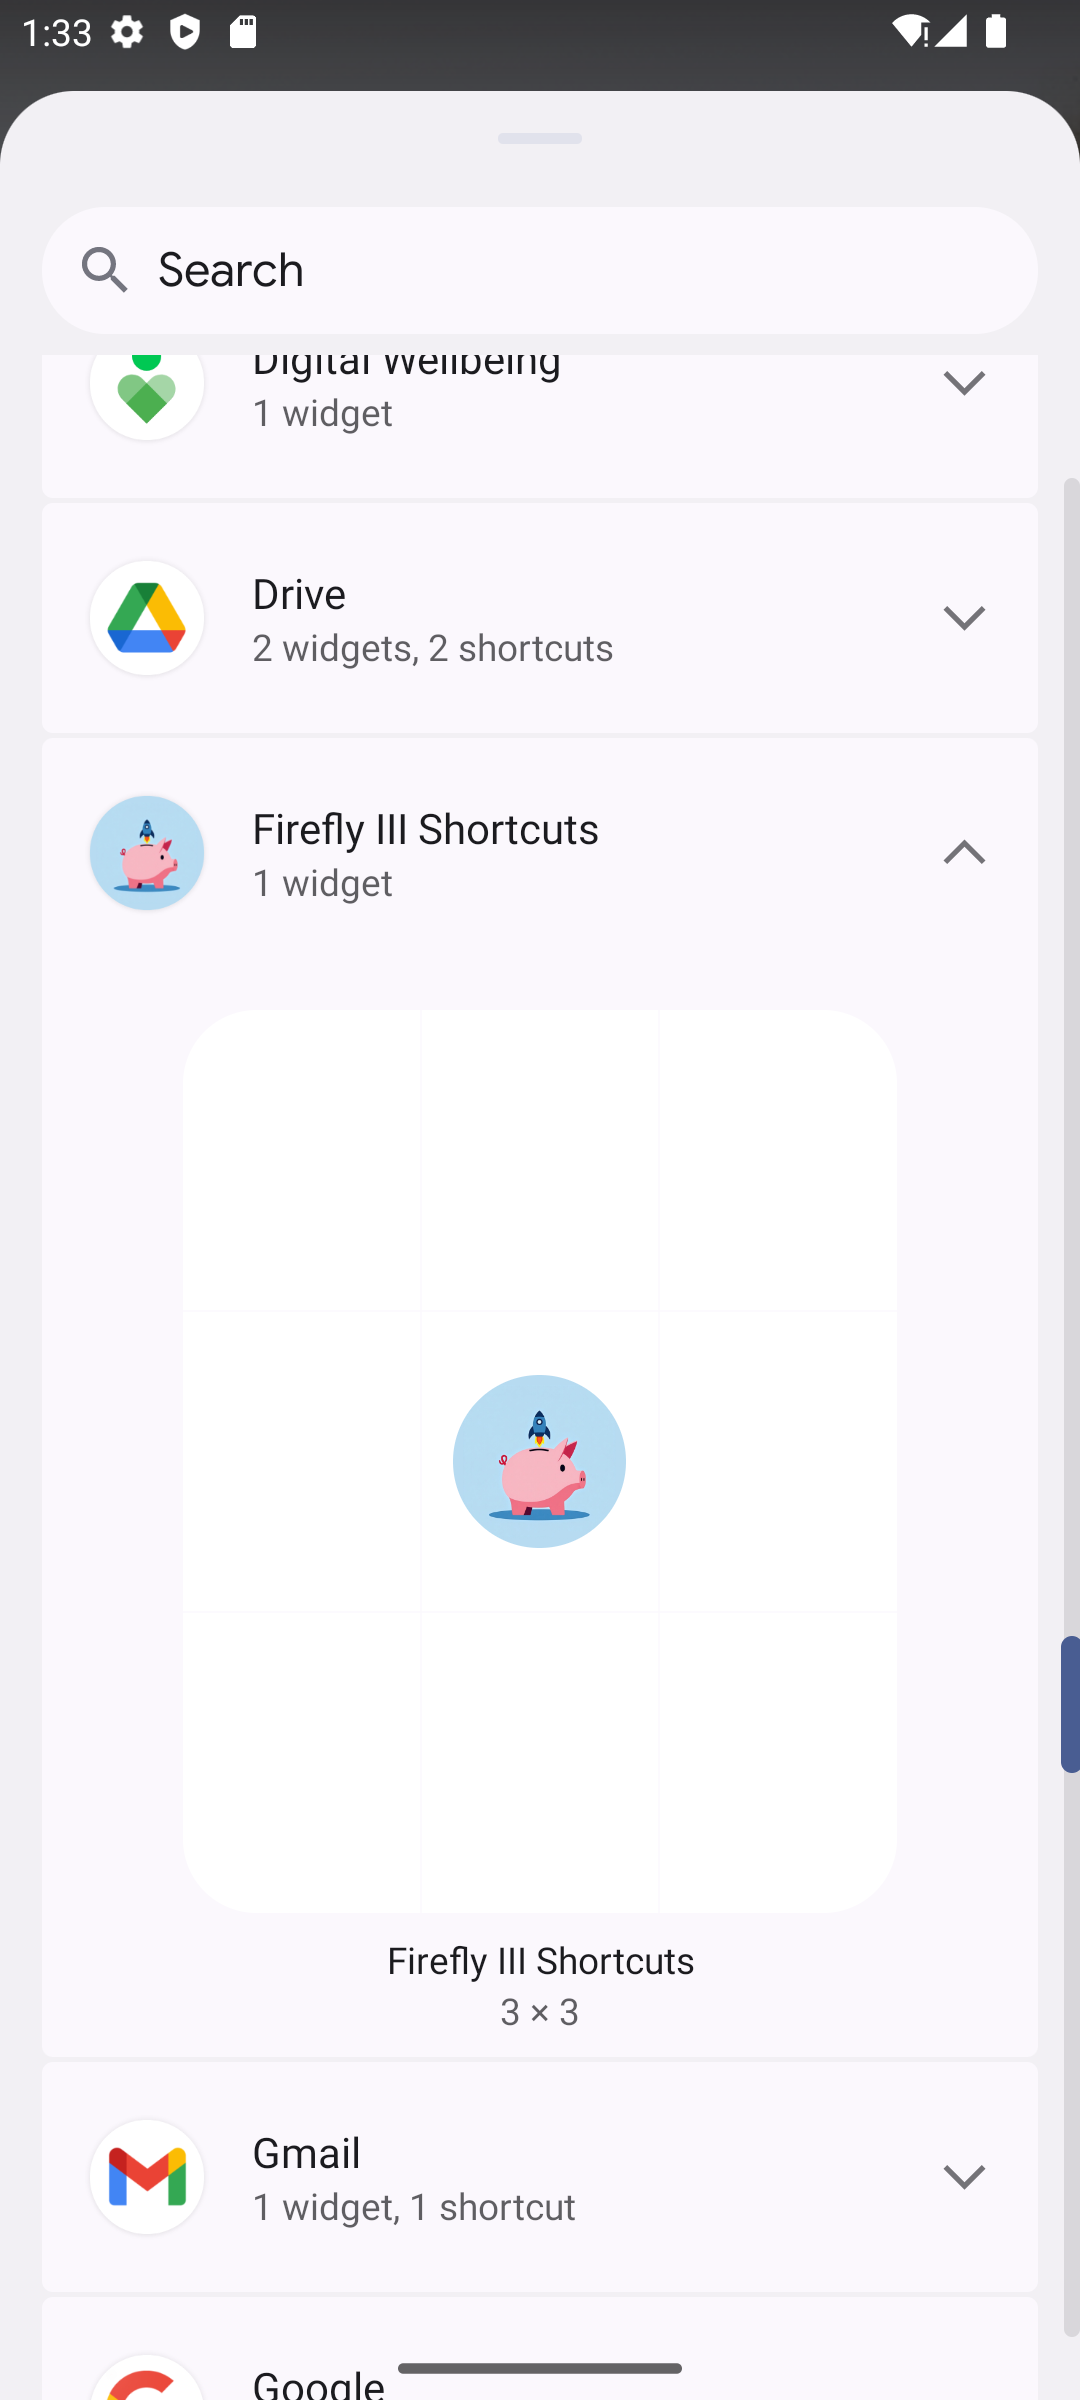 1:33
Search
Digital Wellbeing
1 widget
Drive
2 widgets, 2 shortcuts
Firefly III Shortcuts
1 widget
Firefly III Shortcuts
3 × 3
Gmail
1 widget, 1 shortcut
Google